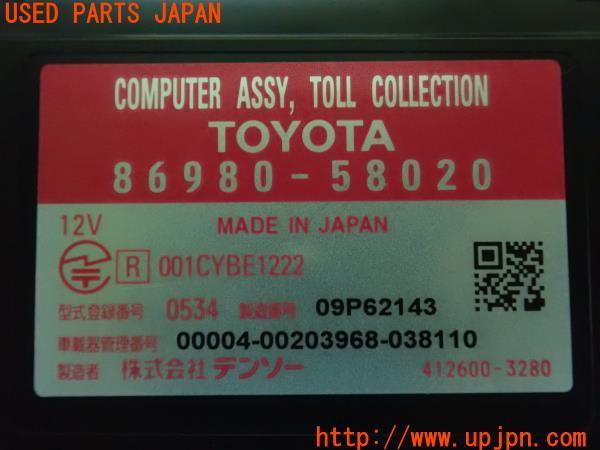 USED PARTS JAPAN
COMPUTER ASSY, TOLL COLLECTION
TOYOTA
86980-58020
12V MADE IN JAPAN
R 001CYBE1222
型式登録番号 0534 製造番号 09P62143
車載器管理番号 00004-00203968-038110
製造者 株式会社デンソー 412600-3280
http://www.upjpn.com/